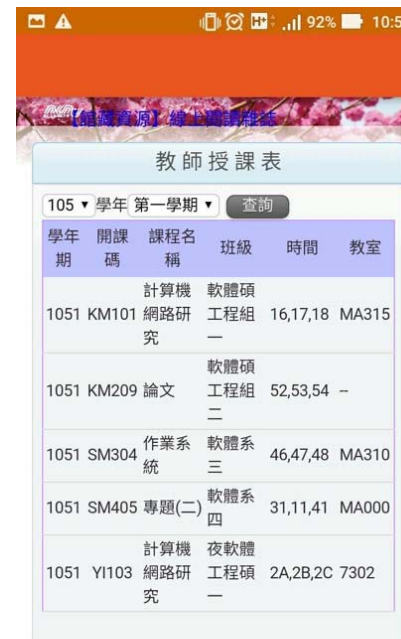 92% 10:5
【館藏資源】線上閱讀雜誌
教師授課表
105 學年 第一學期 查詢
學年期 開課碼 課程名稱 班級 時間 教室
1051 KM101 計算機網路研究 軟體碩工程組一 16,17,18 MA315
1051 KM209 論文 軟體碩工程組二 52,53,54 --
1051 SM304 作業系統 軟體系三 46,47,48 MA310
1051 SM405 專題(二) 軟體系四 31,11,41 MA000
1051 YI103 計算機網路研究 夜軟體工程碩一 2A,2B,2C 7302